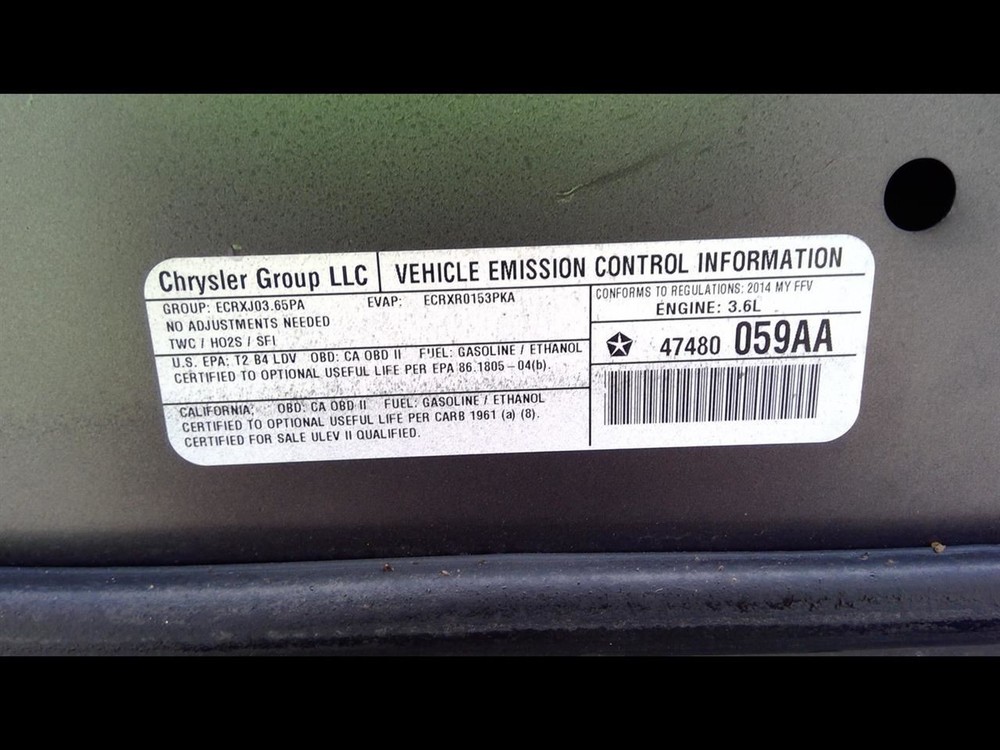 Chrysler Group LLC
VEHICLE EMISSION CONTROL INFORMATION
GROUP: ECRXJ03.65PA EVAP: ECRXR0153PKA
NO ADJUSTMENTS NEEDED
TWC / HO2S / SFI
U.S. EPA: T2 B4 LDV OBD: CA OBD II FUEL: GASOLINE / ETHANOL
CERTIFIED TO OPTIONAL USEFUL LIFE PER EPA 86.1805-04(b).
CALIFORNIA: OBD: CA OBD II FUEL: GASOLINE / ETHANOL
CERTIFIED TO OPTIONAL USEFUL LIFE PER CARB 1961 (a) (8).
CERTIFIED FOR SALE ULEV II QUALIFIED.
CONFORMS TO REGULATIONS: 2014 MY FFV
ENGINE: 3.6L
47480 059AA